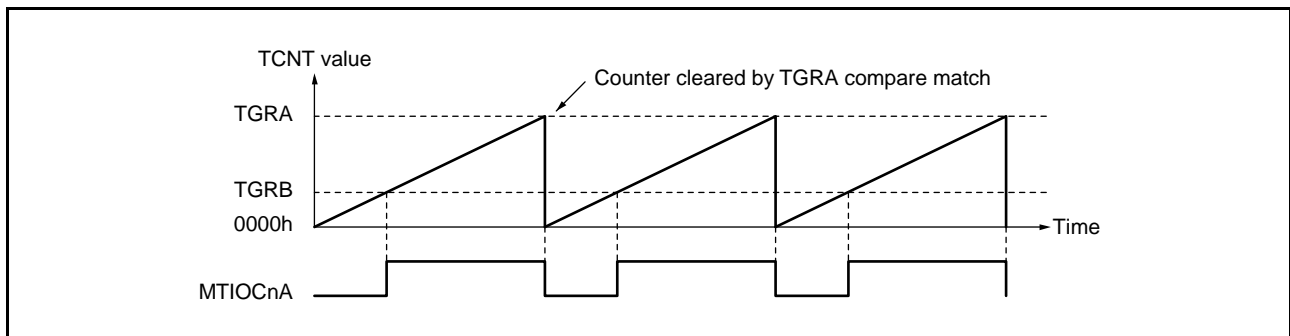 TCNT value
Counter cleared by TGRA compare match
TGRA
TGRB
0000h
Time
MTIOCnA